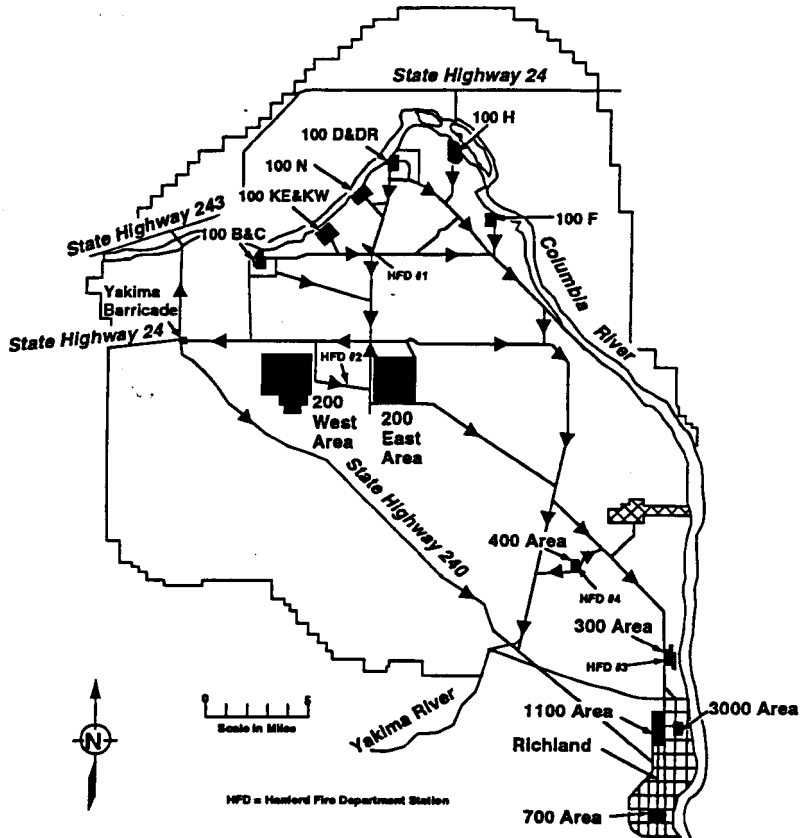 State Highway 24
100 H
100 D&DR
100 N
100 KE&KW
100 F
State Highway 243
100 B&C
HFD #1
Columbia
River
Yakima
Barricade
State Highway 24
HFD #2
200
West
Area
200
East
Area
State Highway 240
400 Area
HFD #4
300 Area
HFD #3
0
5
Scale in Miles
Yakima River
1100 Area
3000 Area
Richland
N
HFD = Hanford Fire Department Station
700 Area